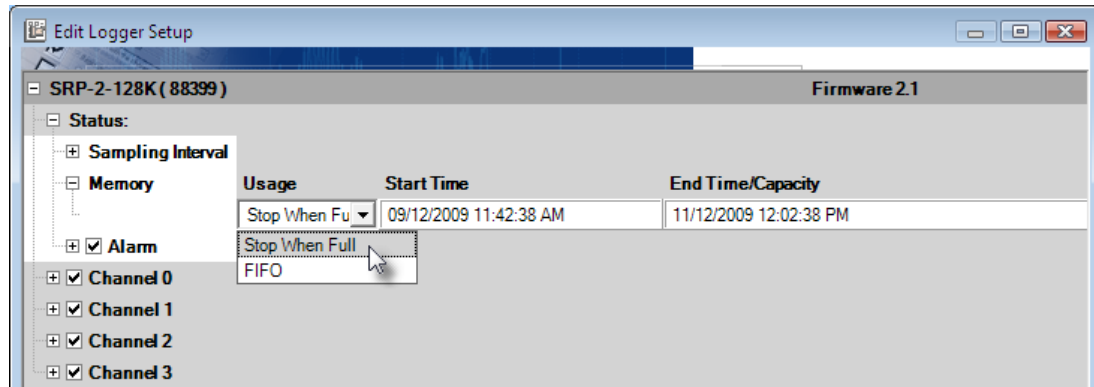 Edit Logger Setup
SRP-2-128K ( 88399 ) Firmware 2.1
Status:
Sampling Interval
Memory Usage Start Time End Time/Capacity
Stop When Fu 09/12/2009 11:42:38 AM 11/12/2009 12:02:38 PM
Alarm Stop When Full
FIFO
Channel 0
Channel 1
Channel 2
Channel 3